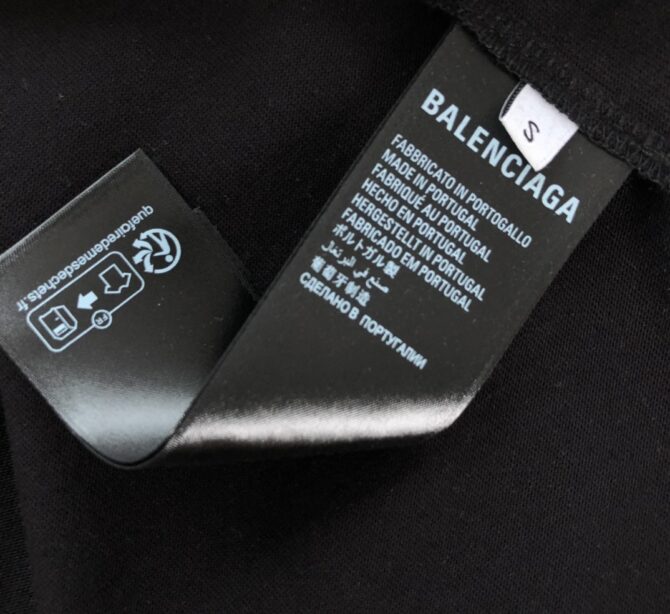 BALENCIAGA
S
FABBRICATO IN PORTOGALLO
MADE IN PORTUGAL
FABRIQUÉ AU PORTUGAL
HECHO EN PORTUGAL
HERGESTELLT IN PORTUGAL
FABRICADO EM PORTUGAL
ポルトガル製
صنع في البرتغال
葡萄牙制造
СДЕЛАНО В ПОРТУГАЛИИ
quefairedemesdechets.fr
FR